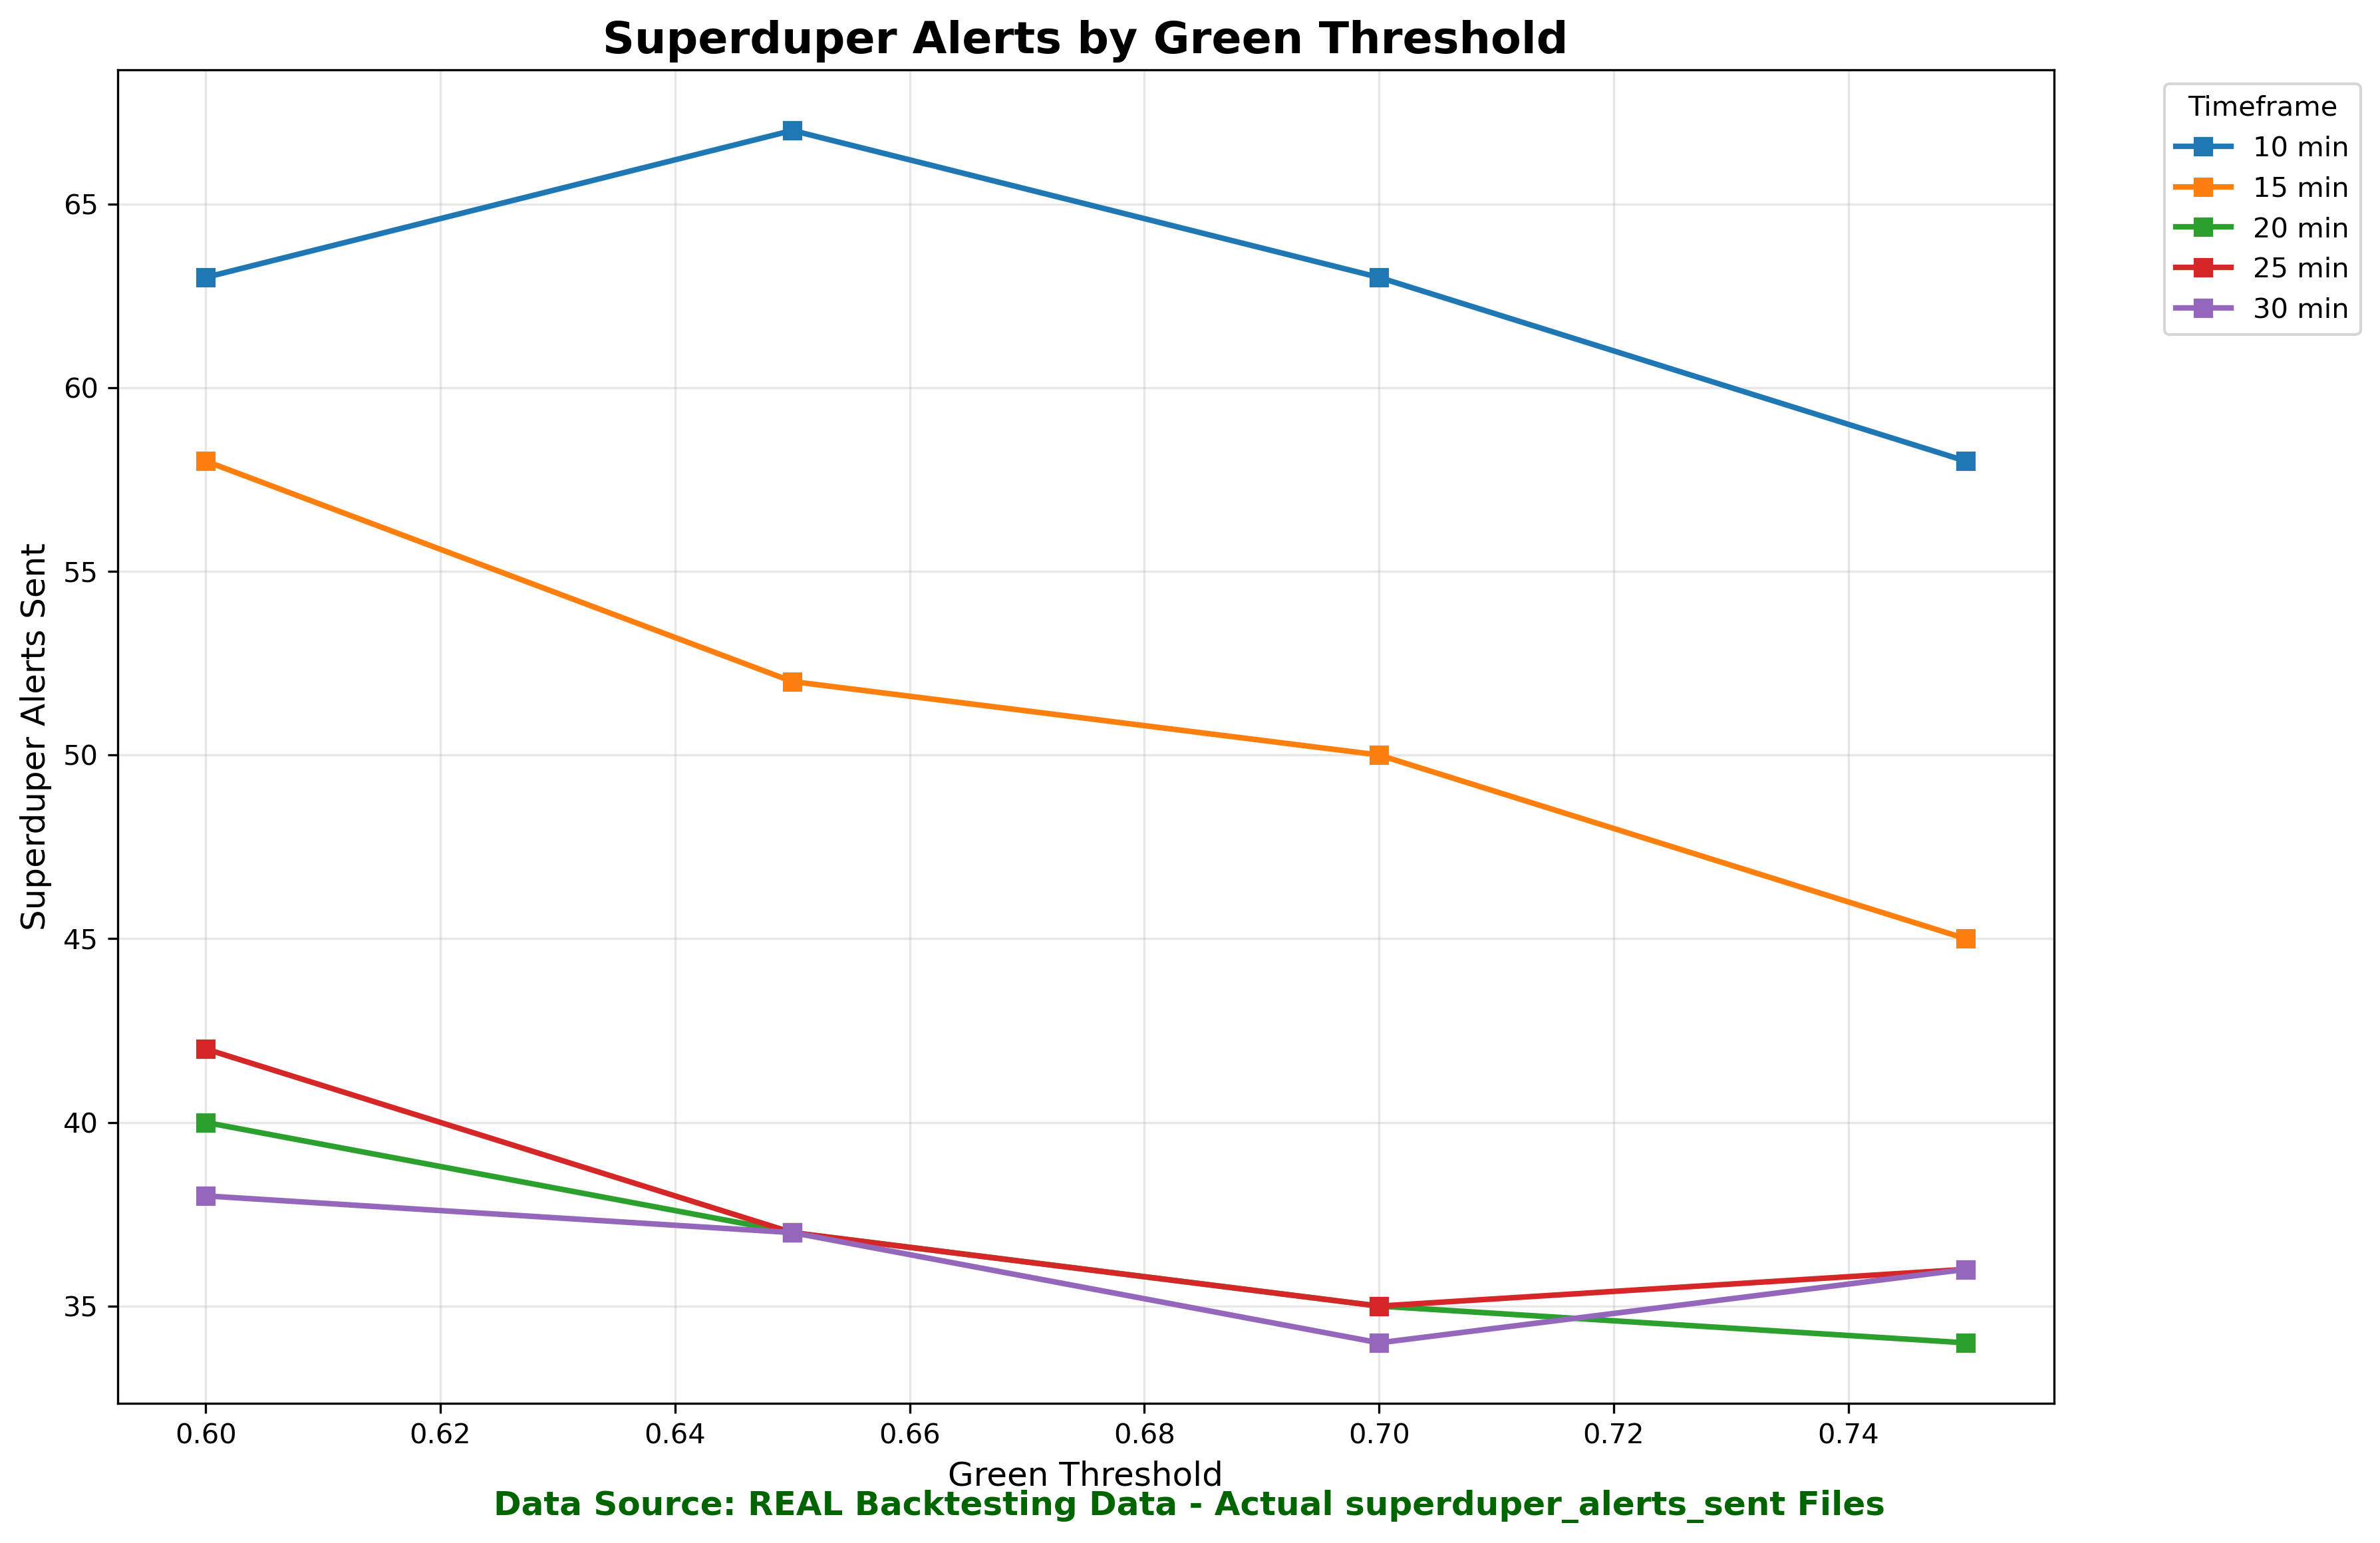 Superduper Alerts by Green Threshold
Timeframe
10 min
15 min
20 min
25 min
30 min
Superduper Alerts Sent
65
60
55
50
45
40
35
0.60
0.62
0.64
0.66
0.68
0.70
0.72
0.74
Green Threshold
Data Source: REAL Backtesting Data - Actual superduper_alerts_sent Files